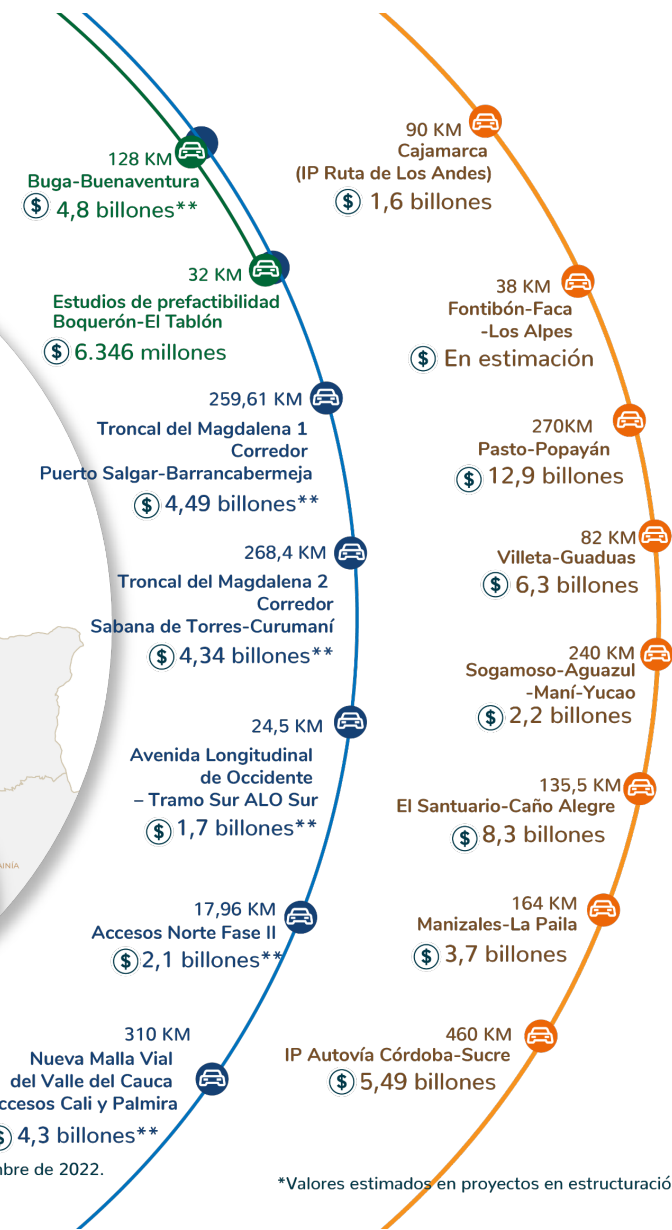 128 KM
Buga-Buenaventura
$ 4,8 billones**
32 KM
Estudios de prefactibilidad
Boquerón-El Tablón
$ 6.346 millones
259,61 KM
Troncal del Magdalena 1
Corredor
Puerto Salgar-Barrancabermeja
$ 4,49 billones**
268,4 KM
Troncal del Magdalena 2
Corredor
Sabana de Torres-Curumaní
$ 4,34 billones**
24,5 KM
Avenida Longitudinal
de Occidente
– Tramo Sur ALO Sur
$ 1,7 billones**
17,96 KM
Accesos Norte Fase II
$ 2,1 billones**
310 KM
Nueva Malla Vial
del Valle del Cauca
ccesos Cali y Palmira
$ 4,3 billones**
mbre de 2022.
90 KM
Cajamarca
(IP Ruta de Los Andes)
$ 1,6 billones
38 KM
Fontibón-Faca
-Los Alpes
$ En estimación
270KM
Pasto-Popayán
$ 12,9 billones
82 KM
Villeta-Guaduas
$ 6,3 billones
240 KM
Sogamoso-Aguazul
-Maní-Yucao
$ 2,2 billones
135,5 KM
El Santuario-Caño Alegre
$ 8,3 billones
164 KM
Manizales-La Paila
$ 3,7 billones
460 KM
IP Autovía Córdoba-Sucre
$ 5,49 billones
*Valores estimados en proyectos en estructuració
AINÍA